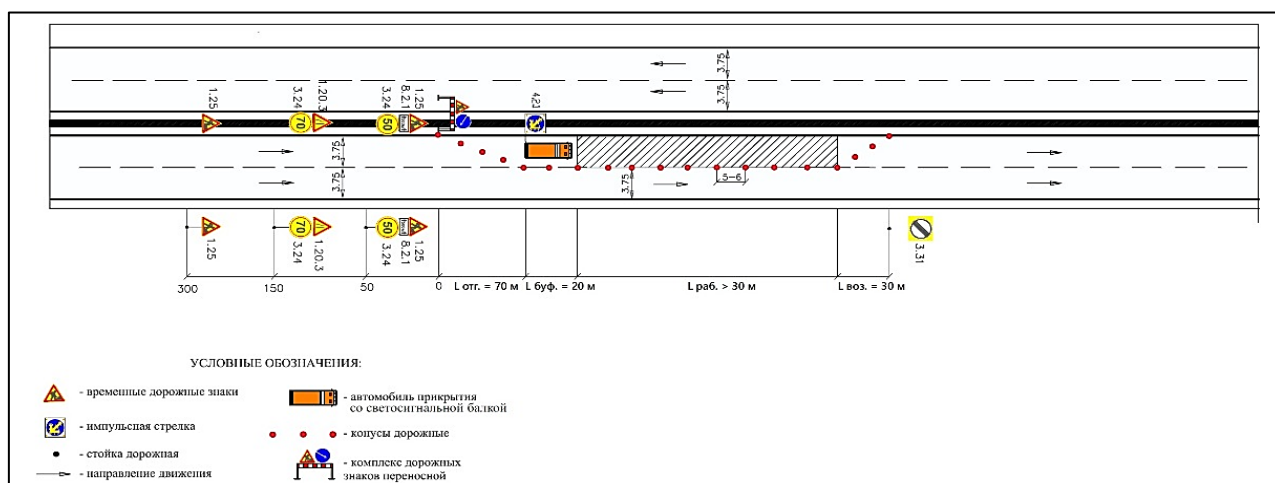 3.75
3.75
1.25
3.24
70
1.20.3
3.24
50
8.2.1
1.25
3.75
3.75
3.75
5-6
1.25
70
3.24
1.20.3
50
3.24
8.2.1
1.25
3.31
300
150
50
0
L отг. = 70 м
L буф. = 20 м
L раб. > 30 м
L воз. = 30 м
УСЛОВНЫЕ ОБОЗНАЧЕНИЯ:
- временные дорожные знаки
- импульсная стрелка
- стойка дорожная
- направление движения
- автомобиль прикрытия
со светосигнальной балкой
- конусы дорожные
- комплекс дорожных
знаков переносной